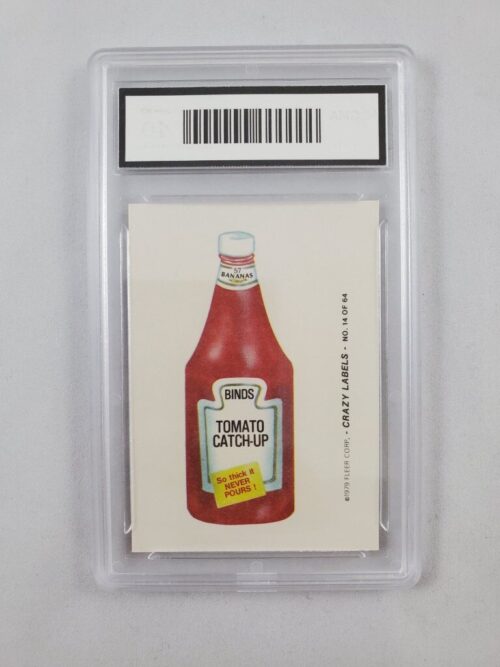 57
BANANAS
BINDS
TOMATO
CATCH-UP
So thick it
NEVER
POURS !
©1979 FLEER CORP. - CRAZY LABELS - NO. 14 OF 64